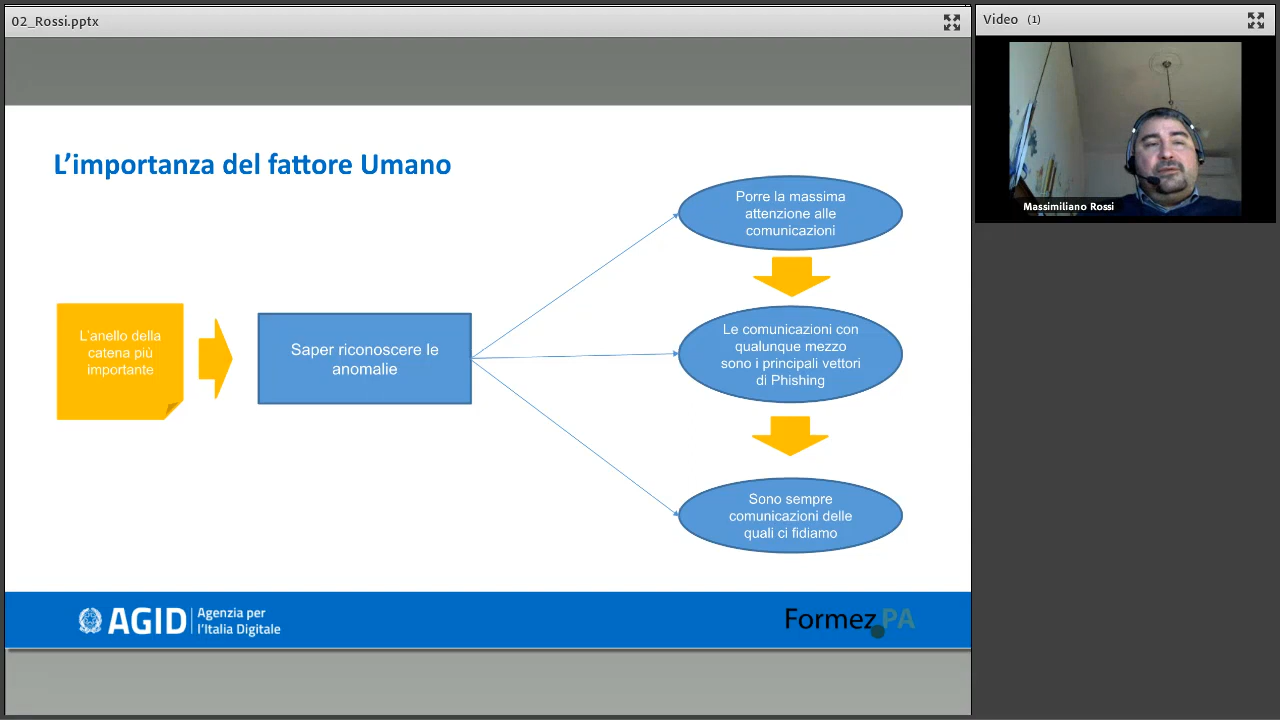 02_Rossi.pptx
Video (1)
Massimiliano Rossi
L'importanza del fattore Umano
L'anello della
catena più
importante
Saper riconoscere le
anomalie
Porre la massima
attenzione alle
comunicazioni
Le comunicazioni con
qualunque mezzo
sono i principali vettori
di Phishing
Sono sempre
comunicazioni delle
quali ci fidiamo
AGID
Agenzia per
l'Italia Digitale
Formez PA